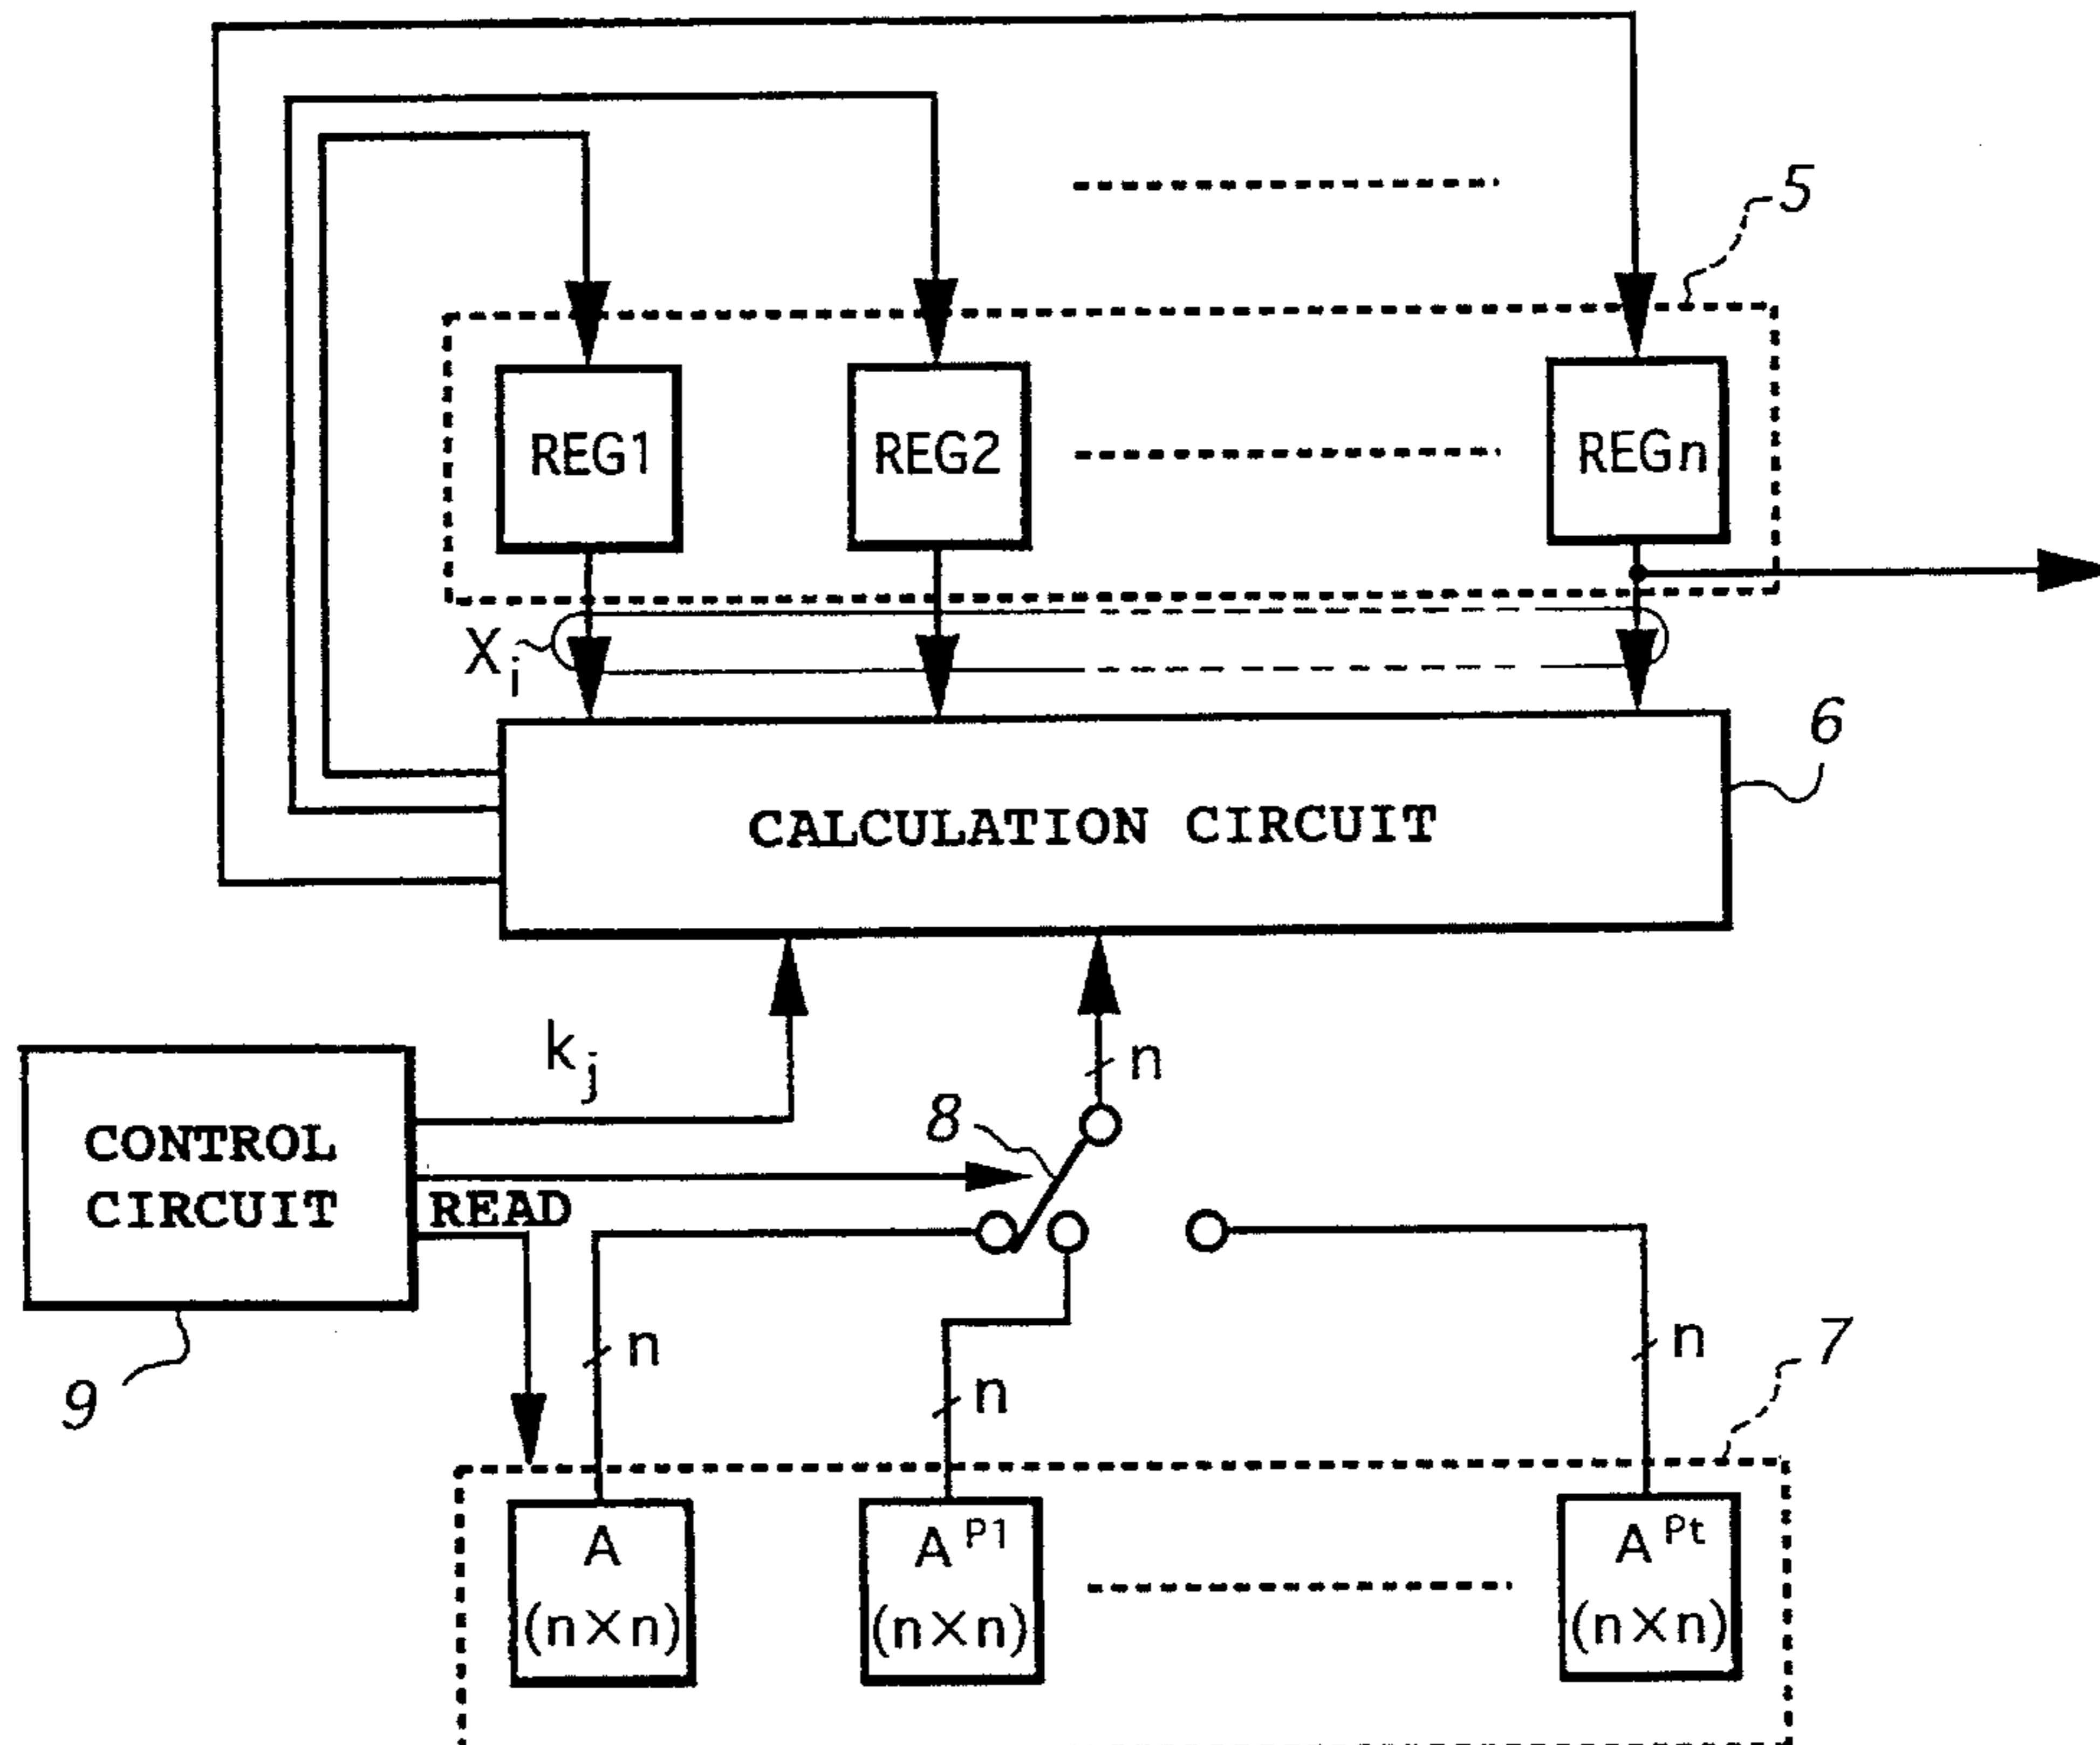 5
REG1
REG2
REGn
Xi
6
CALCULATION CIRCUIT
kj
n
8
CONTROL
CIRCUIT
READ
n
n
n
7
9
A
(n×n)
A^P1
(n×n)
A^Pt
(n×n)